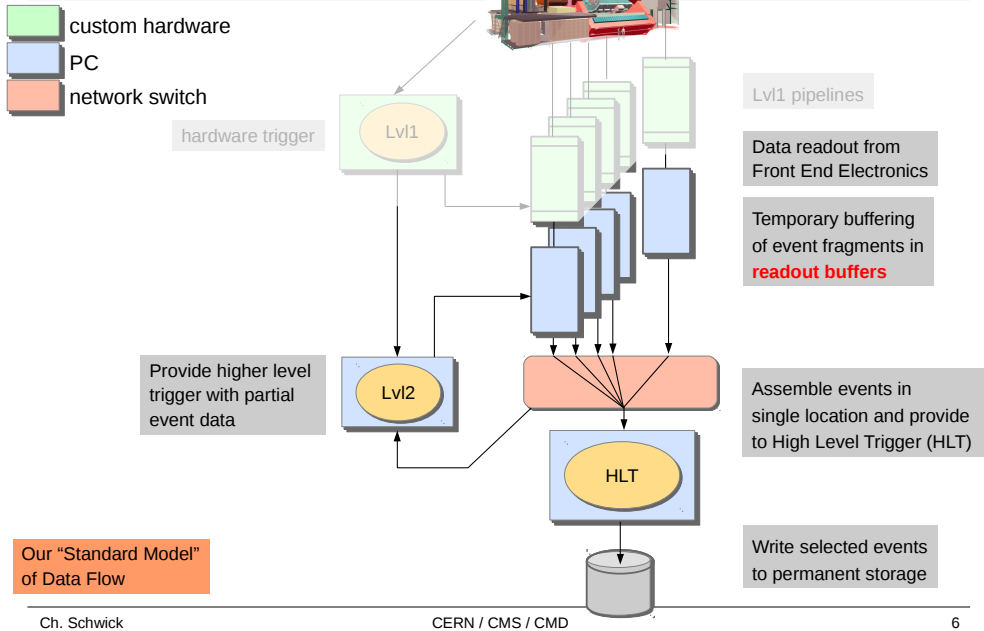 custom hardware
PC
network switch
hardware trigger
Lvl1
Lvl1 pipelines
Data readout from
Front End Electronics
Temporary buffering
of event fragments in
readout buffers
Provide higher level
trigger with partial
event data
Lvl2
Assemble events in
single location and provide
to High Level Trigger (HLT)
HLT
Our “Standard Model”
of Data Flow
Write selected events
to permanent storage
Ch. Schwick
CERN / CMS / CMD
6